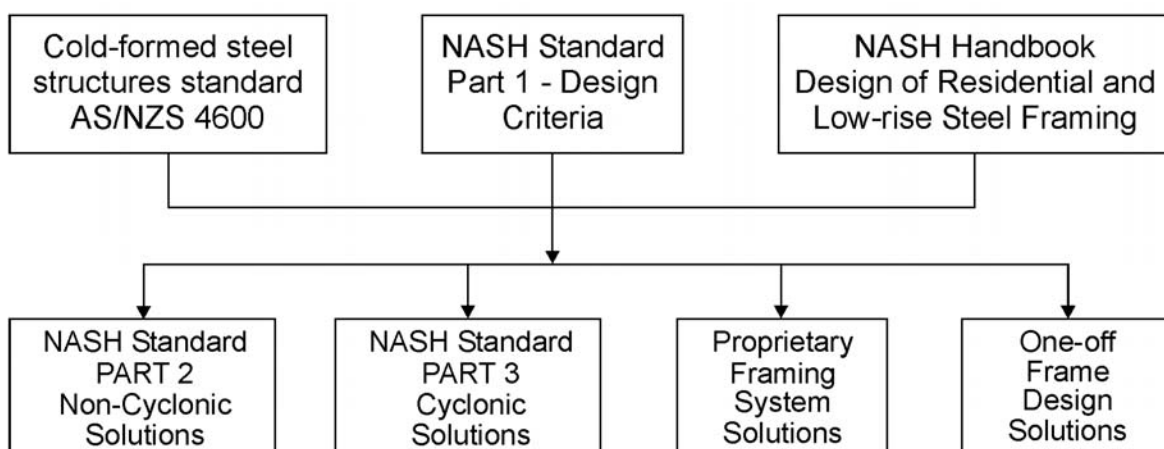 Cold-formed steel
structures standard
AS/NZS 4600
NASH Standard
Part 1 - Design
Criteria
NASH Handbook
Design of Residential and
Low-rise Steel Framing
NASH Standard
PART 2
Non-Cyclonic
Solutions
NASH Standard
PART 3
Cyclonic
Solutions
Proprietary
Framing
System
Solutions
One-off
Frame
Design
Solutions